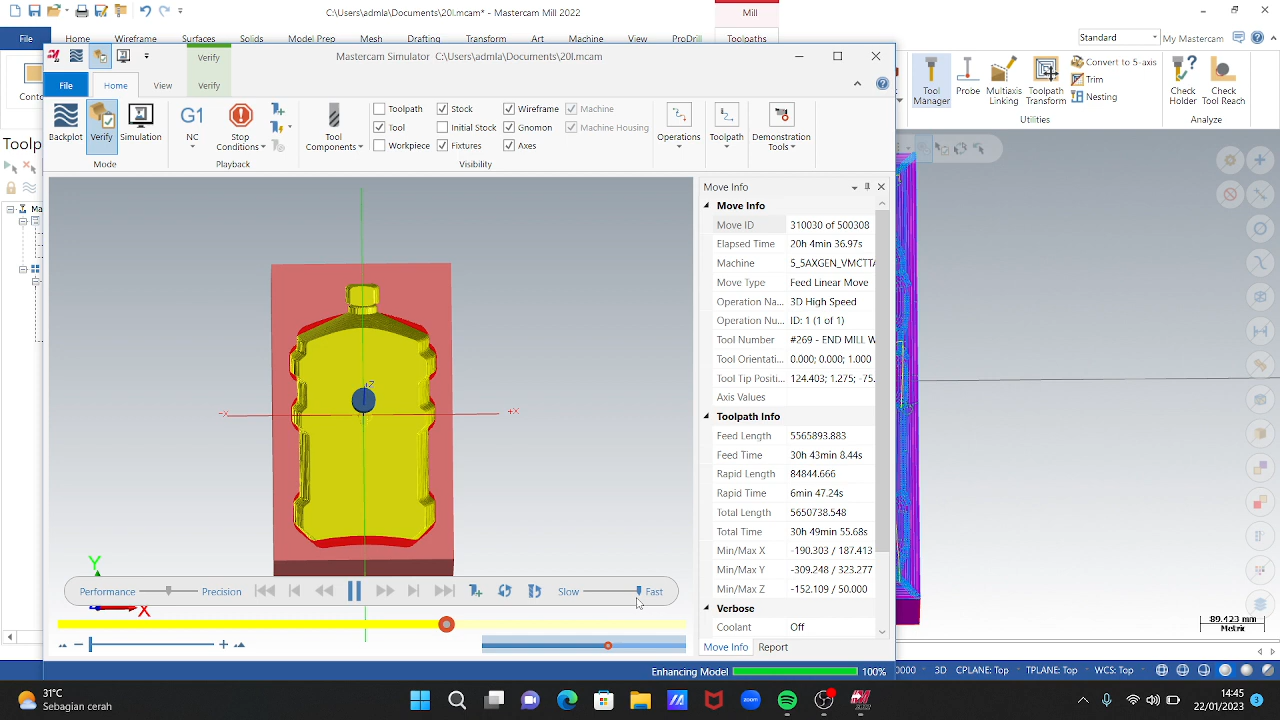 C:\Users\admla\Documents\20l.mcam - Mastercam Mill 2022
Mill
File
Home
Wireframe
Surfaces
Solids
Model Prep
Mesh
Drafting
Transform
Art
Machine
View
ProDrill
Toolpaths
Standard
My Mastercam
Mastercam Simulator C:\Users\admla\Documents\20l.mcam
Verify
File
Home
View
Verify
Backplot
Verify
Simulation
Mode
G1
NC
Stop
Conditions
Playback
Tool
Components
Toolpath
Tool
Workpiece
Stock
Initial Stock
Fixtures
Wireframe
Gnomon
Axes
Machine
Machine Housing
Visibility
Operations
Toolpath
Demonstration
Tools
Tool
Manager
Probe
Multiaxis
Linking
Toolpath
Transform
Convert to 5-axis
Trim
Nesting
Utilities
Check
Holder
Check
Tool Reach
Analyze
Move Info
Move Info
Move ID 310030 of 500308
Elapsed Time 20h 4min 36.97s
Machine 5_5AXGEN_VMCTTA
Move Type Feed Linear Move
Operation Na... 3D High Speed
Operation Nu... ID: 1 (1 of 1)
Tool Number #269 - END MILL W
Tool Orientati... 0.000; 0.000; 1.000
Tool Tip Positi... 124.403; 1.275; -75.
Axis Values
Toolpath Info
Feed Length 5565893.883
Feed Time 30h 43min 8.44s
Rapid Length 84844.666
Rapid Time 6min 47.24s
Total Length 5650738.548
Total Time 30h 49min 55.68s
Min/Max X -190.303 / 187.413
Min/Max Y -309.248 / 323.277
Min/Max Z -152.109 / 50.000
Verbose
Coolant Off
Move Info
Report
Z
-X
+X
Y
X
Performance
Precision
Slow
Fast
Enhancing Model
100%
89.423 mm
Metric
3D
CPLANE: Top
TPLANE: Top
WCS: Top
31°C
Sebagian cerah
zoom
22/01/2023
3